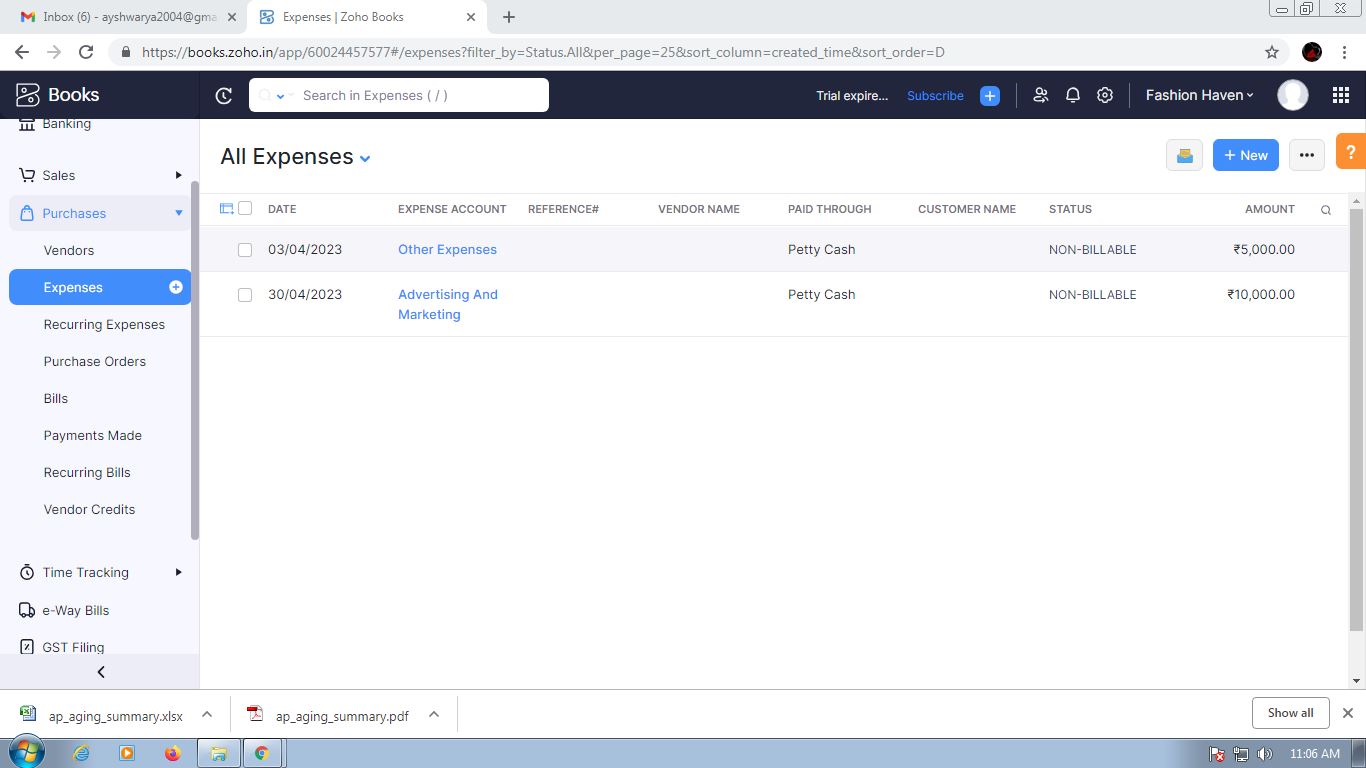 Inbox (6) - ayshwarya2004@gma
Expenses | Zoho Books
https://books.zoho.in/app/60024457577#/expenses?filter_by=Status.All&per_page=25&sort_column=created_time&sort_order=D
Books
Search in Expenses ( / )
Trial expire...
Subscribe
Fashion Haven
Banking
Sales
Purchases
Vendors
Expenses
Recurring Expenses
Purchase Orders
Bills
Payments Made
Recurring Bills
Vendor Credits
Time Tracking
e-Way Bills
GST Filing
All Expenses
+ New
?
DATE EXPENSE ACCOUNT REFERENCE# VENDOR NAME PAID THROUGH CUSTOMER NAME STATUS AMOUNT
03/04/2023 Other Expenses Petty Cash NON-BILLABLE ₹5,000.00
30/04/2023 Advertising And Petty Cash NON-BILLABLE ₹10,000.00
Marketing
ap_aging_summary.xlsx
ap_aging_summary.pdf
Show all
11:06 AM